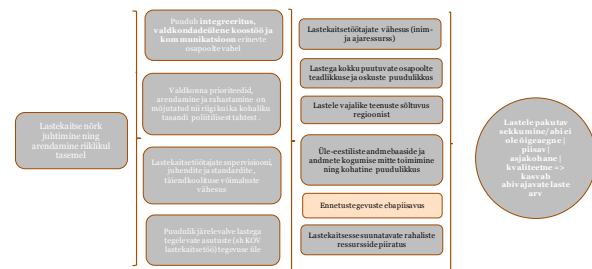 Lastekaitse nõrk
juhtimine ning
arendamine riiklikul
tasemel
Puudub integreeritus,
valdkondadeülene koostöö ja
kommunikatsioon erinevte
osapoolte vahel
Valdkonna prioriteedid,
arendamine ja rahastamine on
mõjutatud nii riigi kui ka kohaliku
tasandi poliitilisest tahtest .
Lastekaitsetöötajate supervisiooni,
juhendite ja standardite,
täiendkoolituse võimaluste
vähesus
Puudulik järelevalve lastega
tegelevate asutuste (sh KOV
lastekaitsetöö) tegevuse üle
Lastekaitsetöötajate vähesus (inim-
ja ajaressurss)
Lastega kokku puutuvate osapoolte
teadlikkuse ja oskuste puudulikkus
Lastele vajalike teenuste sõltuvus
regioonist
Üle-eestiliste andmebaaside ja
andmete kogumise mitte toimimine
ning kohatine puudulikkus
Ennetustegevuste ebapiisavus
Lastekaitsesse suunatavate rahaliste
ressursside piiratus
Lastele pakutav
sekkumine/abi ei
ole õigeaegne |
piisav |
asjakohane |
kvaliteetne =>
kasvab
abivajavate laste
arv